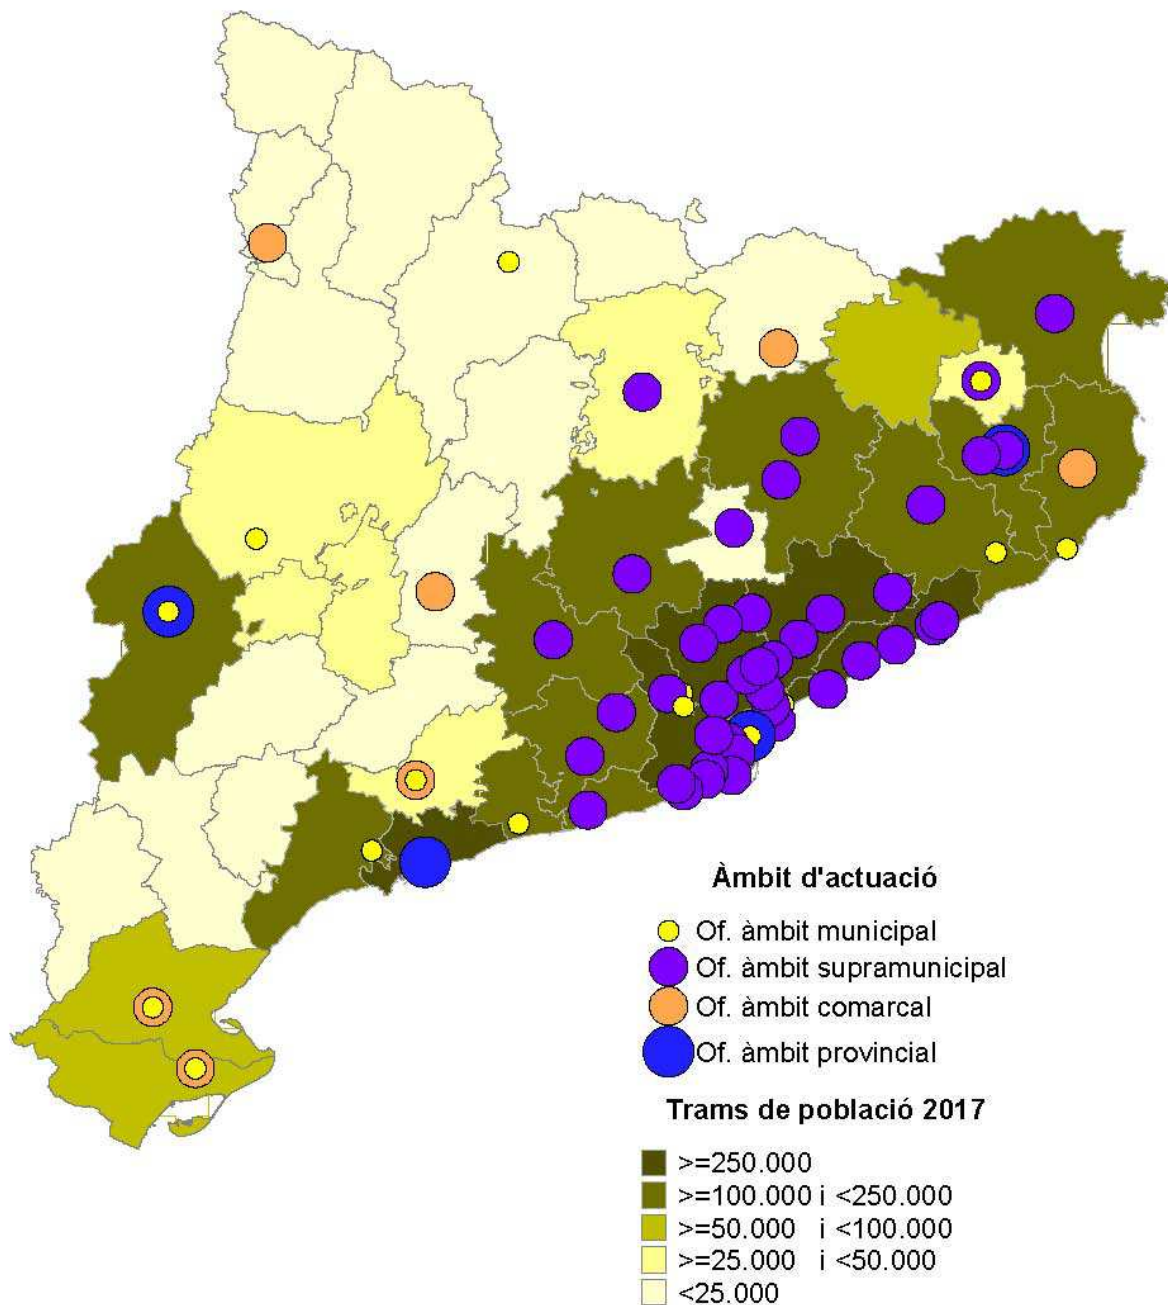 Àmbit d'actuació
Of. àmbit municipal
Of. àmbit supramunicipal
Of. àmbit comarcal
Of. àmbit provincial
Trams de població 2017
>=250.000
>=100.000 i <250.000
>=50.000 i <100.000
>=25.000 i <50.000
<25.000